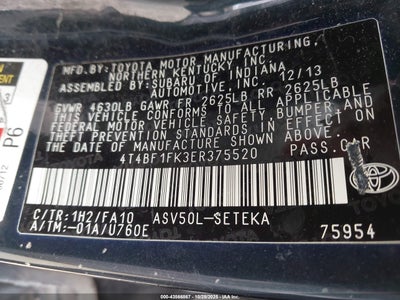 MFD.BY: TOYOTA MOTOR MANUFACTURING,
NORTHERN KENTUCKY, INC.
ASSEMBLED BY: SUBARU OF INDIANA
AUTOMOTIVE, INC. 12/13
GVWR 4630LB GAWR FR 2625LB RR 2625LB
THIS VEHICLE CONFORMS TO ALL APPLICABLE
FEDERAL MOTOR VEHICLE SAFETY, BUMPER, AND
THEFT PREVENTION STANDARDS IN EFFECT ON
THE DATE OF MANUFACTURE SHOWN ABOVE.
4T4BF1FK3ER375520 PASS.CAR
C/TR:1H2/FA10 ASV50L-SETEKA
A/TM:-01A/U760E 75954
TOYOTA
P6